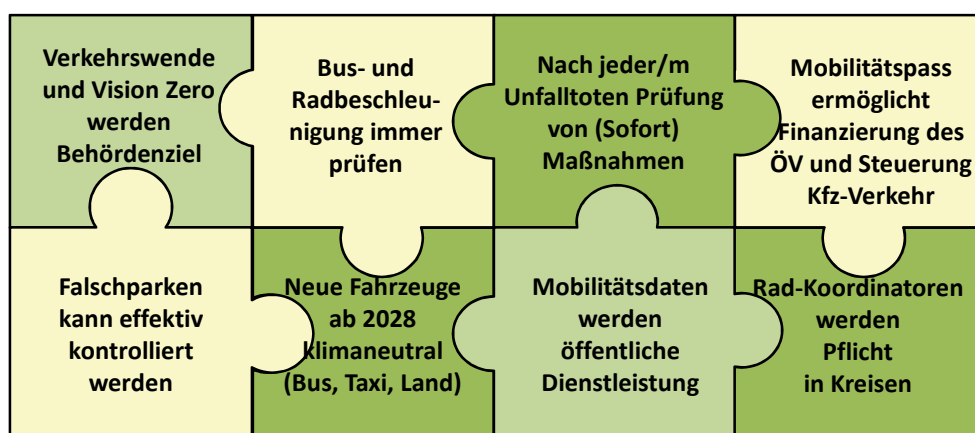 Verkehrswende
und Vision Zero
werden
Behördenziel
Bus- und
Radbeschleu-
nigung immer
prüfen
Nach jeder/m
Unfalltoten Prüfung
von (Sofort)
Maßnahmen
Mobilitätspass
ermöglicht
Finanzierung des
ÖV und Steuerung
Kfz-Verkehr
Falschparken
kann effektiv
kontrolliert
werden
Neue Fahrzeuge
ab 2028
klimaneutral
(Bus, Taxi, Land)
Mobilitätsdaten
werden
öffentliche
Dienstleistung
Rad-Koordinatoren
werden
Pflicht
in Kreisen